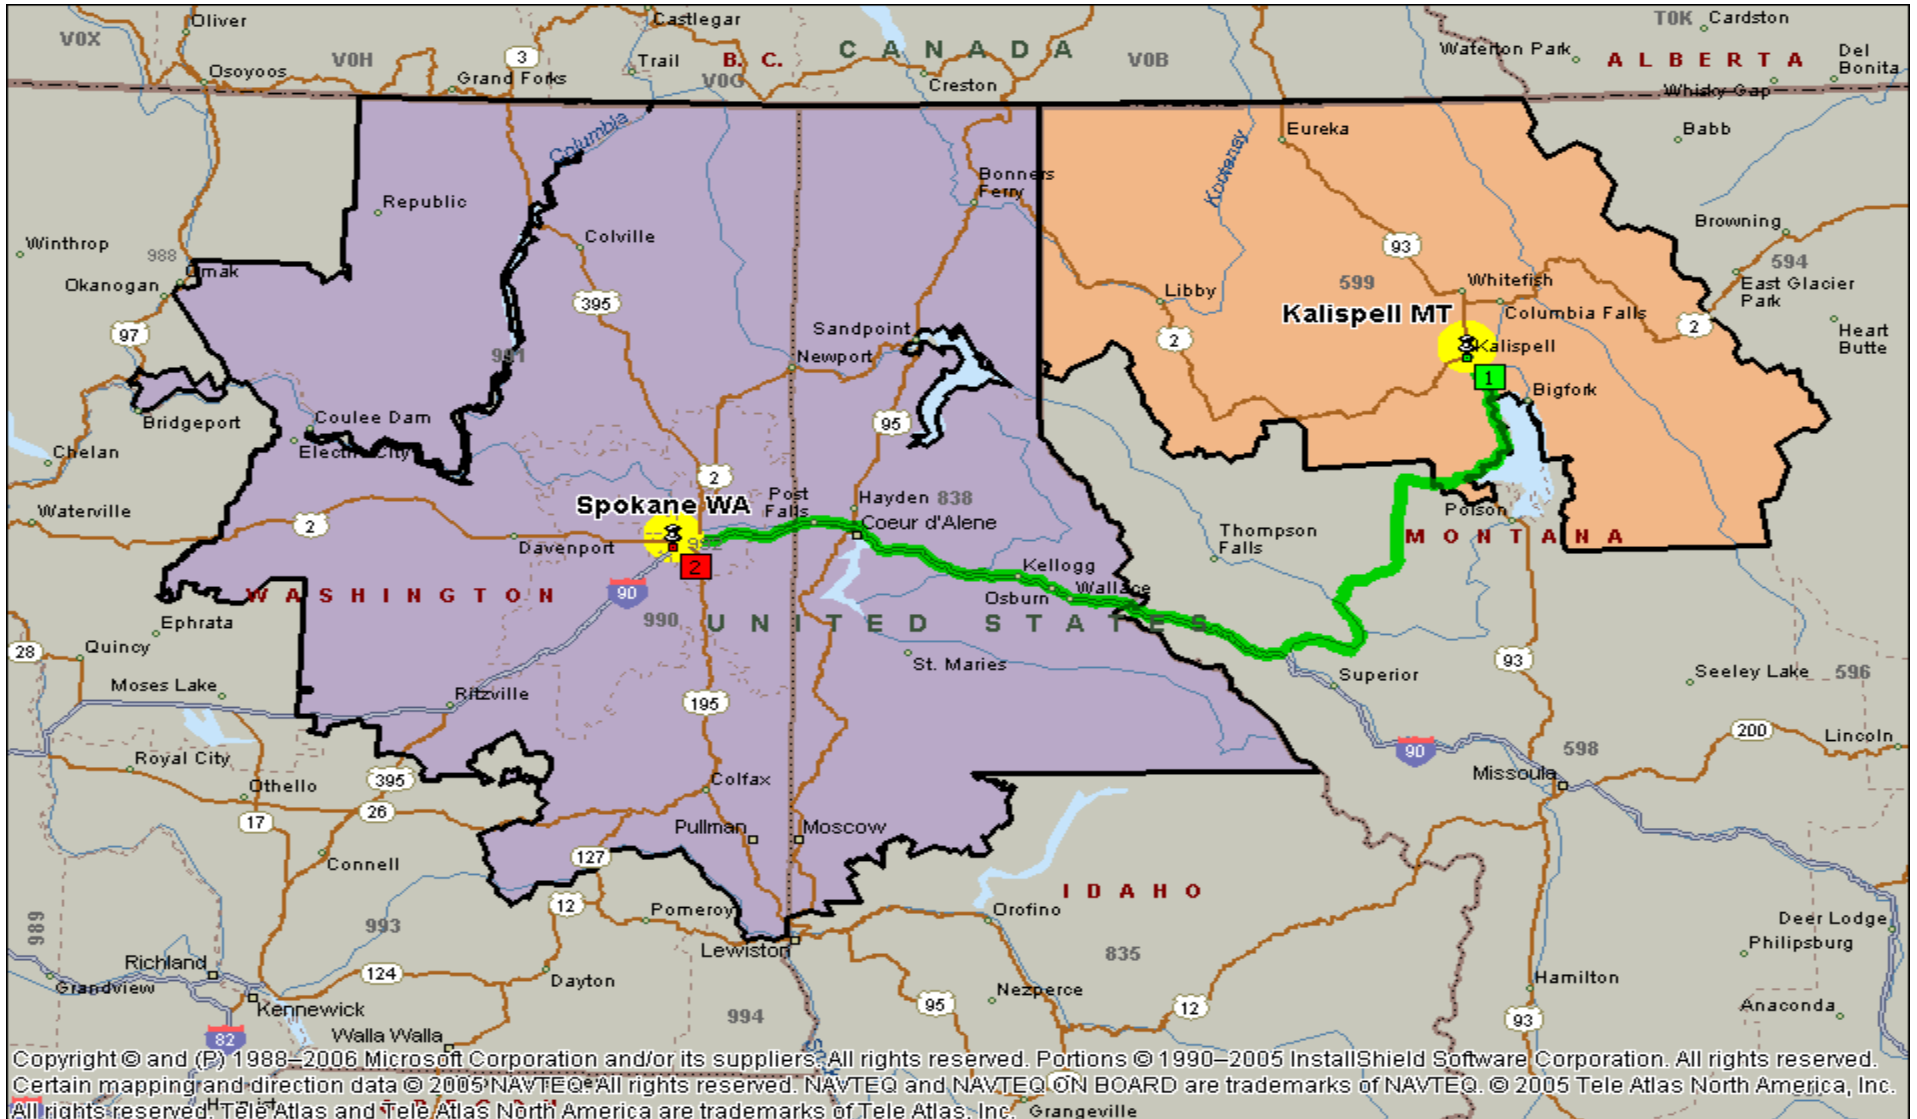 Oliver
Castlegar
T0K
Cardston
V0X
V0H
3
Trail
B. C.
CANADA
V0B
Waterton Park
ALBERTA
Del
Bonita
Osoyoos
Grand Forks
V0G
Creston
Whisky Gap
Columbia
Eureka
Babb
Kootenay
Bonners
Ferry
Republic
Browning
Winthrop
988
Colville
93
594
Omak
Okanogan
599
Whitefish
East Glacier
Park
395
Libby
Kalispell MT
Columbia Falls
97
Sandpoint
2
2
Heart
Butte
991
Newport
Kalispell
1
Bigfork
Bridgeport
Coulee Dam
95
Chelan
Electric City
2
Spokane WA
Post
Falls
Hayden
838
Waterville
2
Coeur d'Alene
Polson
Davenport
992
Thompson
Falls
MONTANA
2
Kellogg
WASHINGTON
90
Osburn
Wallace
Ephrata
990
UNITED STATES
28
Quincy
St. Maries
93
Moses Lake
Ritzville
Superior
Seeley Lake
596
195
200
Lincoln
Royal City
90
598
395
Colfax
Missoula
Othello
17
26
Pullman
Moscow
Connell
127
IDAHO
989
993
12
Pomeroy
Orofino
Deer Lodge
Philipsburg
Lewiston
835
Richland
124
Dayton
Hamilton
Grandview
Nezperce
Kennewick
994
95
12
Anaconda
93
82
Walla Walla
Copyright © and (P) 1988–2006 Microsoft Corporation and/or its suppliers. All rights reserved. Portions © 1990–2005 InstallShield Software Corporation. All rights reserved.
Certain mapping and direction data © 2005 NAVTEQ. All rights reserved. NAVTEQ and NAVTEQ ON BOARD are trademarks of NAVTEQ. © 2005 Tele Atlas North America, Inc.
All rights reserved. Tele Atlas and Tele Atlas North America are trademarks of Tele Atlas, Inc.
Grangeville